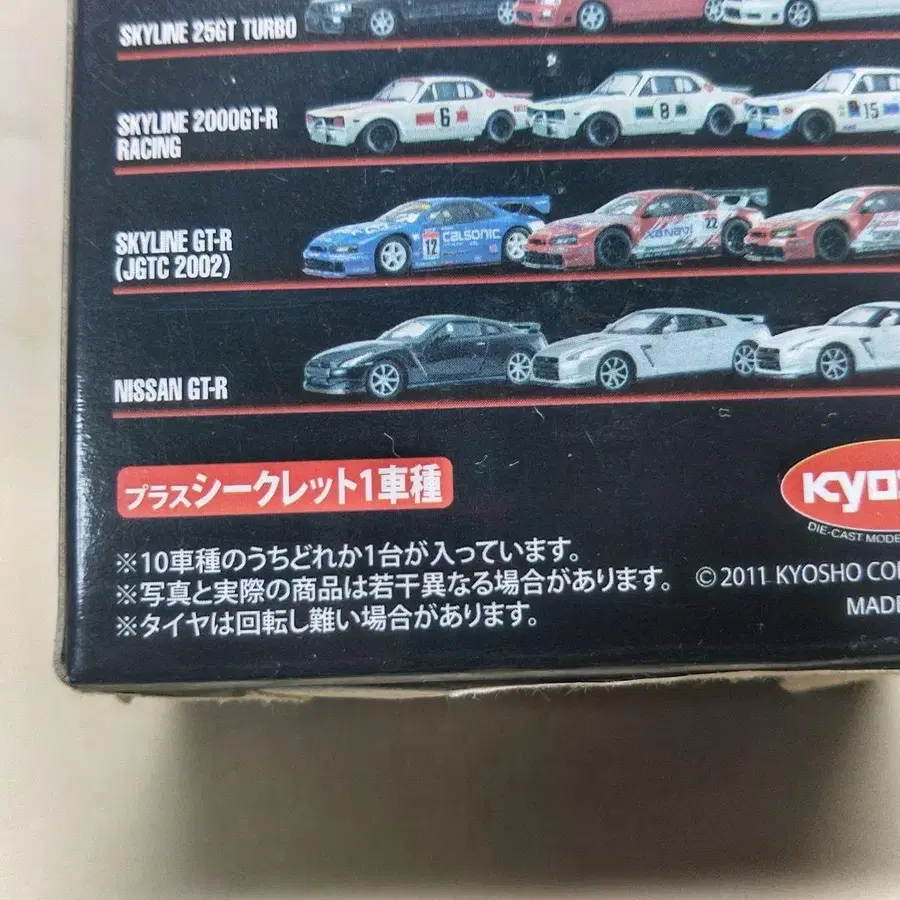 SKYLINE 25GT TURBO
SKYLINE 2000GT-R
RACING
6
8
15
SKYLINE GT-R
(JGTC 2002)
12
CALSONIC
XANAVI
22
NISSAN GT-R
プラスシークレット1車種
KYOS
DIE-CAST MODE
※10車種のうちどれか1台が入っています。
※写真と実際の商品は若干異なる場合があります。
※タイヤは回転し難い場合があります。
© 2011 KYOSHO CO
MADE